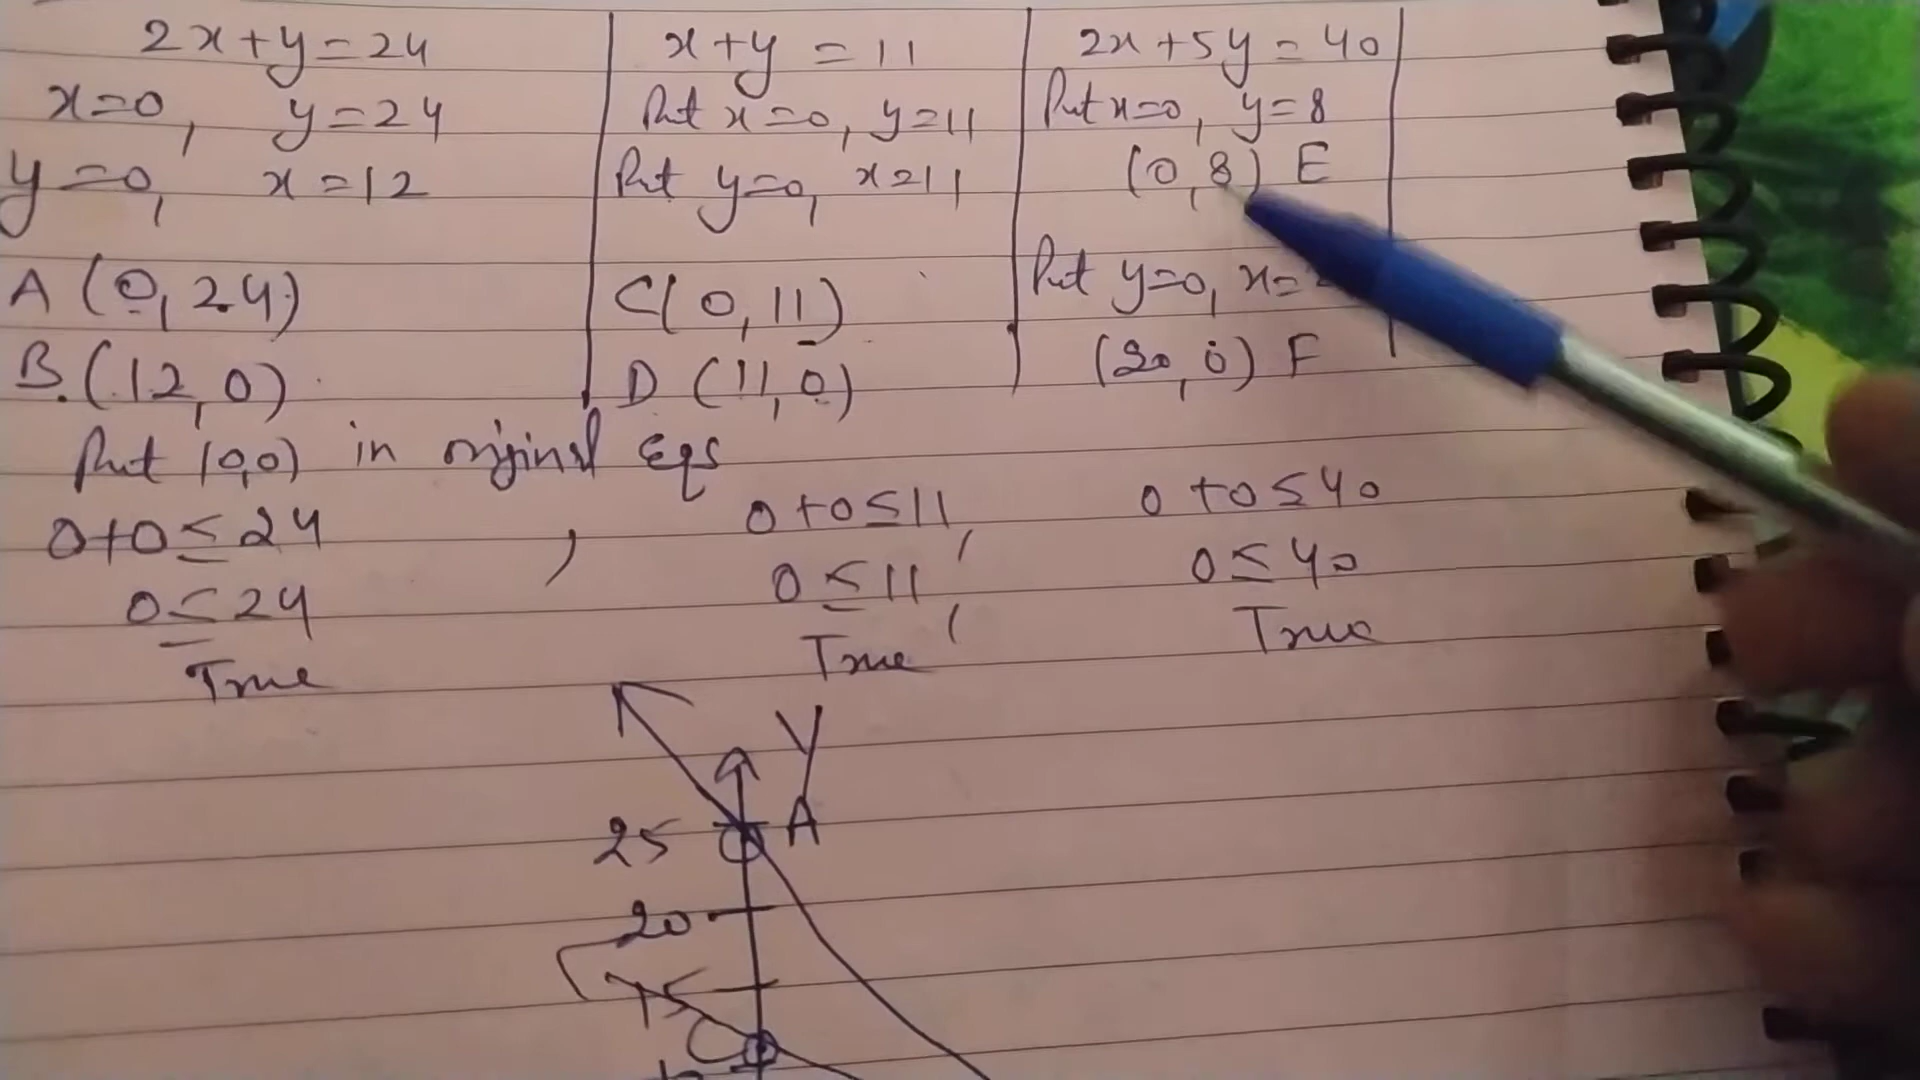 2x+y=24
x=0, y=24
y=0, x=12
A (0,24)
B.(12,0)
x+y=11
Put x=0, y=11
Put y=0, x=11
C(0,11)
D (11,0)
2x+5y=40
Put x=0, y=8
(0,8) E
Put y=0, x=
(20,0) F
Put (0,0) in original Eqs
0+0≤24 , 0+0≤11, 0+0≤40
0≤24 0≤11, 0≤40
True True True
Y
25 A
20
15
C